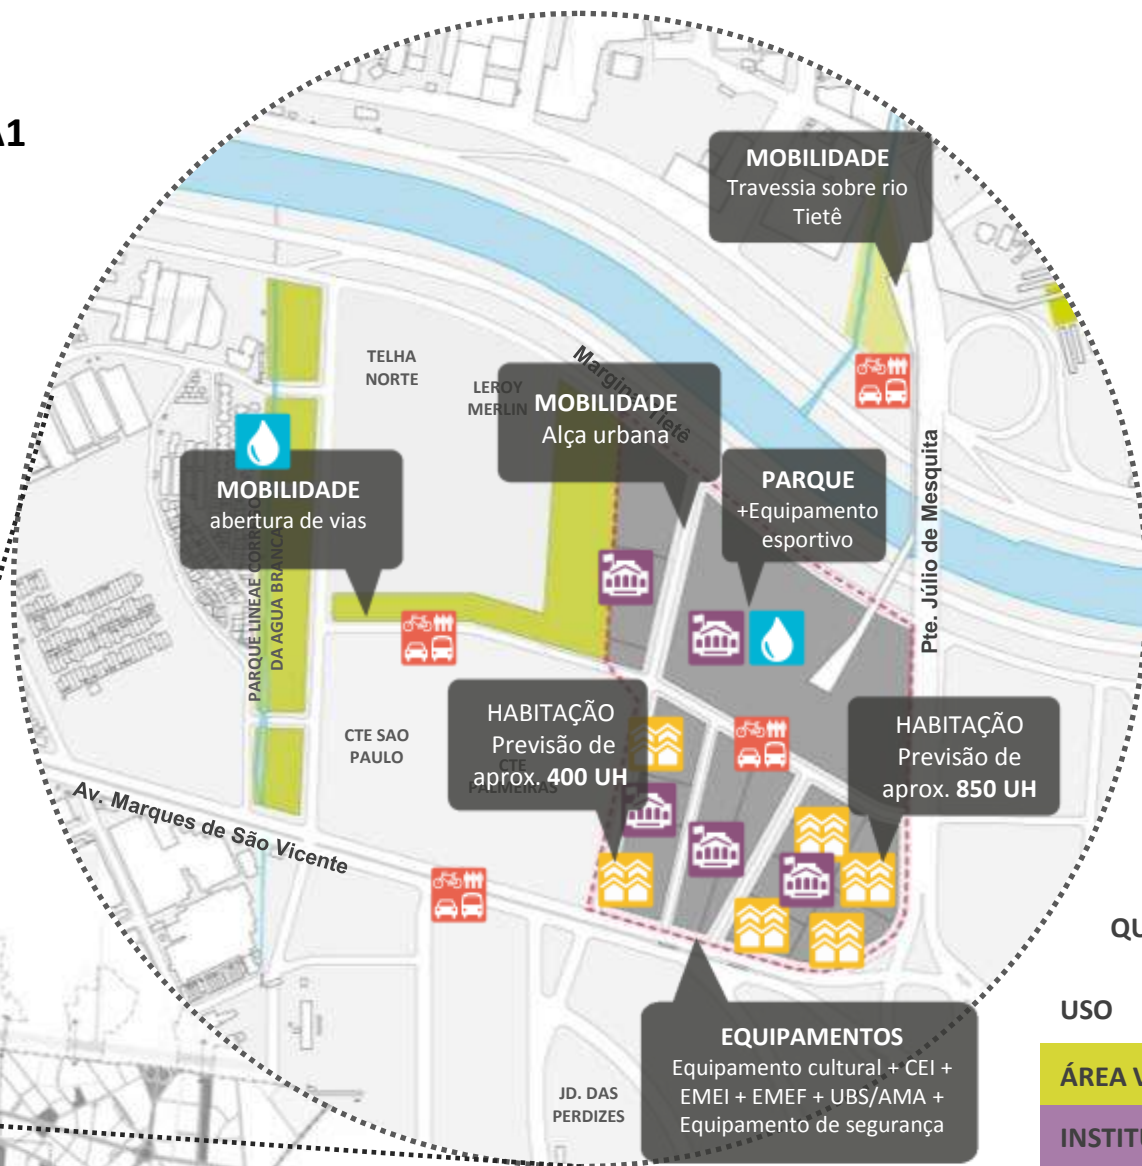 A1
MOBILIDADE
Travessia sobre rio
Tietê
TELHA
NORTE
LEROY
MERLIN
Marginal Tietê
MOBILIDADE
Alça urbana
PARQUE
+Equipamento
esportivo
Pte. Júlio de Mesquita
MOBILIDADE
abertura de vias
PARQUE LINEAE CORREGO
DA AGUA BRANCA
HABITAÇÃO
Previsão de
aprox. 400 UH
HABITAÇÃO
Previsão de
aprox. 850 UH
CTE SAO
PAULO
CTE
PALMEIRAS
Av. Marques de São Vicente
EQUIPAMENTOS
Equipamento cultural + CEI +
EMEI + EMEF + UBS/AMA +
Equipamento de segurança
JD. DAS
PERDIZES
USO
ÁREA V